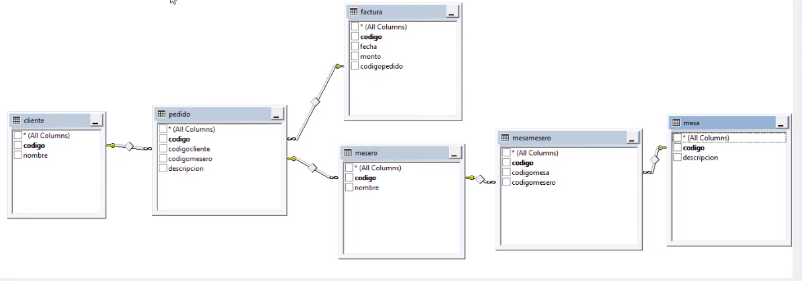 factura
* (All Columns)
codigo
fecha
monto
codigopedido
cliente
* (All Columns)
codigo
nombre
pedido
* (All Columns)
codigo
codigocliente
codigomesero
descripcion
mesero
* (All Columns)
codigo
nombre
mesamesero
* (All Columns)
codigo
codigomesa
codigomesero
mesa
* (All Columns)
codigo
descripcion